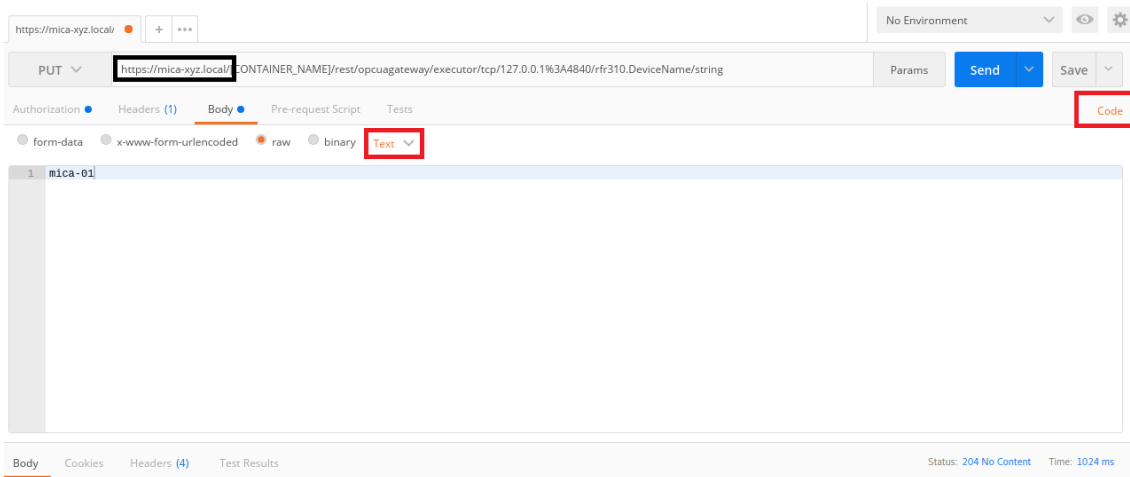 No Environment
https://mica-xyz.local/ + •••
PUT https://mica-xyz.local/[CONTAINER_NAME]/rest/opcuagateway/executor/tcp/127.0.0.1%3A4840/rfr310.DeviceName/string Params Send Save
Authorization Headers (1) Body Pre-request Script Tests Code
form-data x-www-form-urlencoded raw binary Text
1 mica-01
Body Cookies Headers (4) Test Results Status: 204 No Content Time: 1024 ms